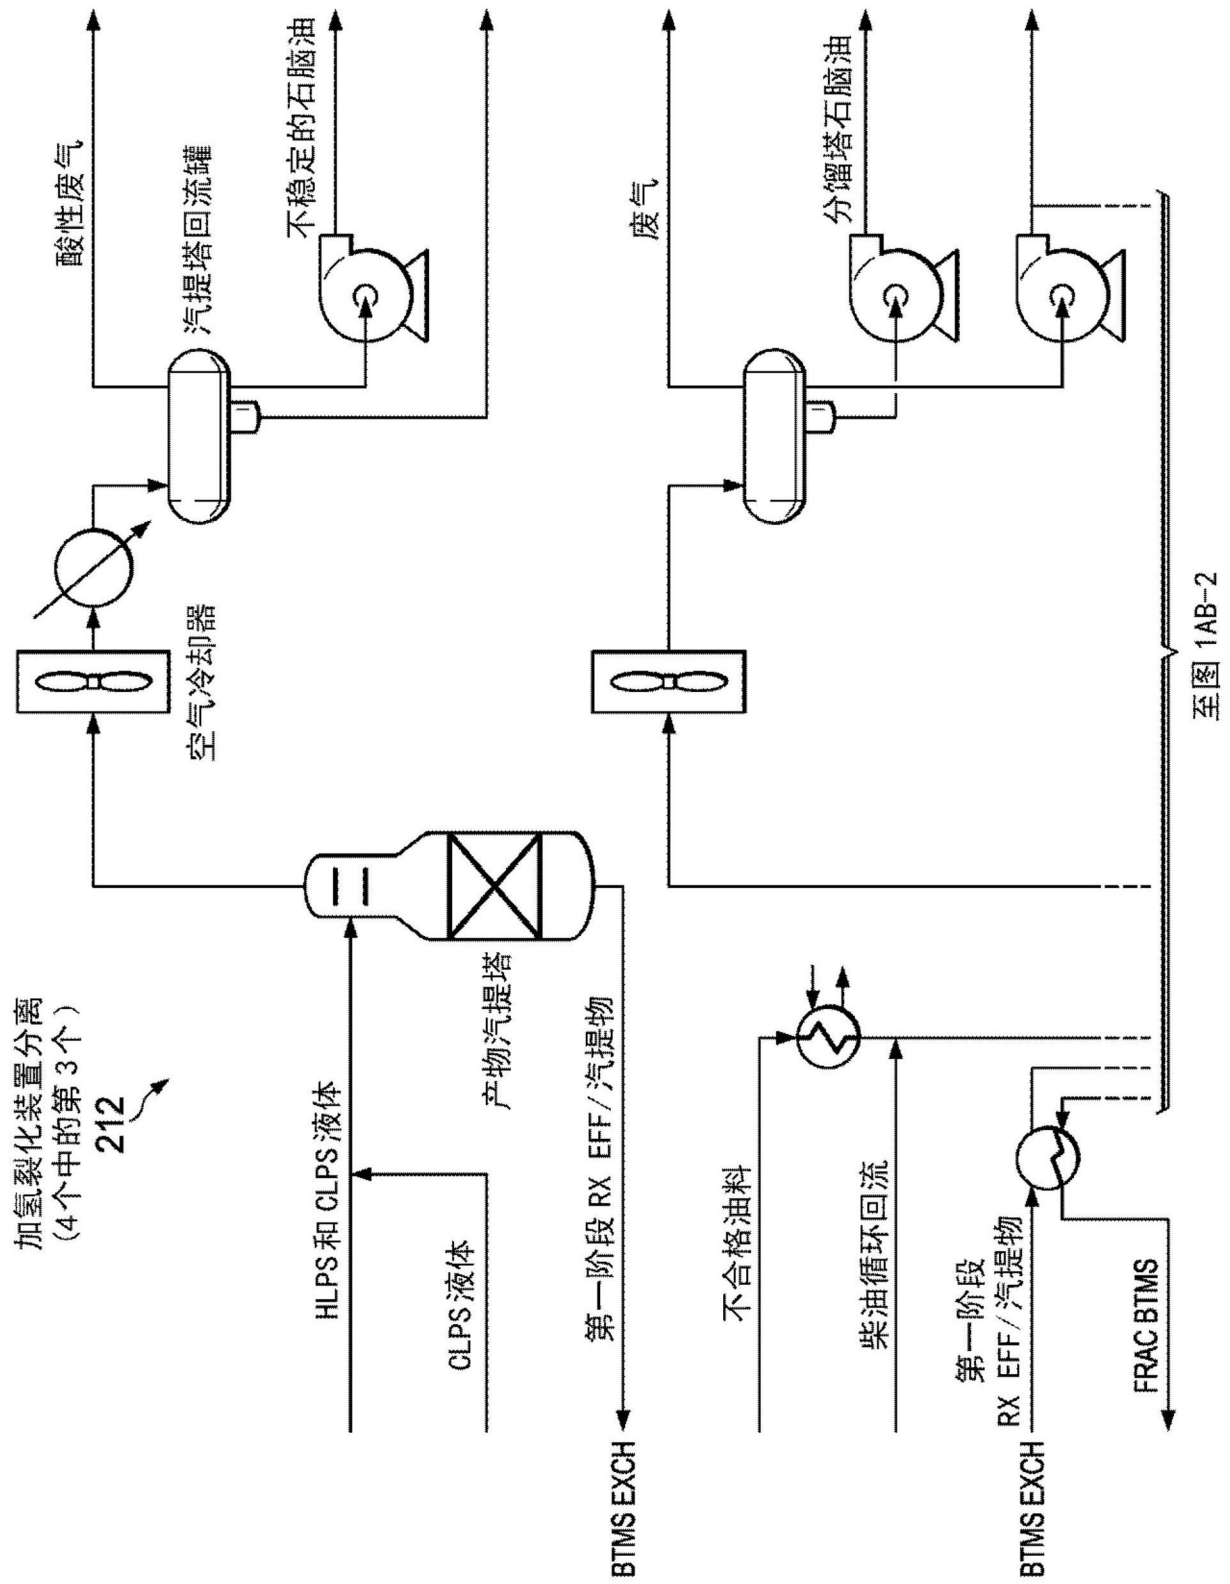 加氢裂化装置分离
(4个中的第3个)
212
酸性废气
汽提塔回流罐
不稳定的石脑油
空气冷却器
HLPS和CLPS液体
CLPS液体
产物汽提塔
第一阶段 RX EFF/汽提物
BTMS EXCH
废气
分馏塔石脑油
不合格油料
柴油循环回流
第一阶段
RX EFF/汽提物
BTMS EXCH
FRAC BTMS
至图 1AB-2